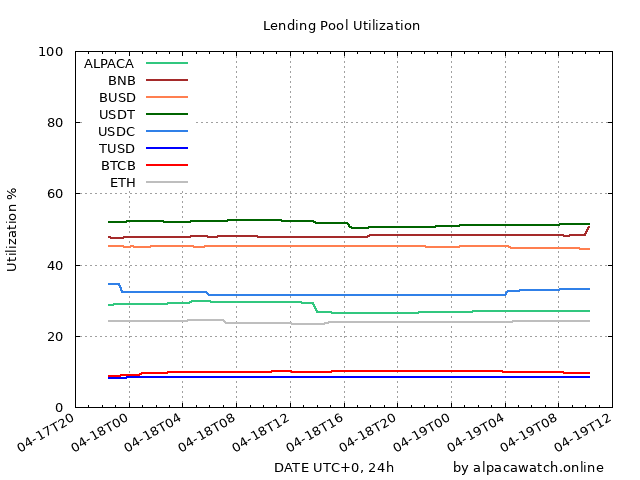 Lending Pool Utilization
100
80
60
40
20
0
Utilization %
ALPACA
BNB
BUSD
USDT
USDC
TUSD
BTCB
ETH
04-17T20
04-18T00
04-18T04
04-18T08
04-18T12
04-18T16
04-18T20
04-19T00
04-19T04
04-19T08
04-19T12
DATE UTC+0, 24h
by alpacawatch.online